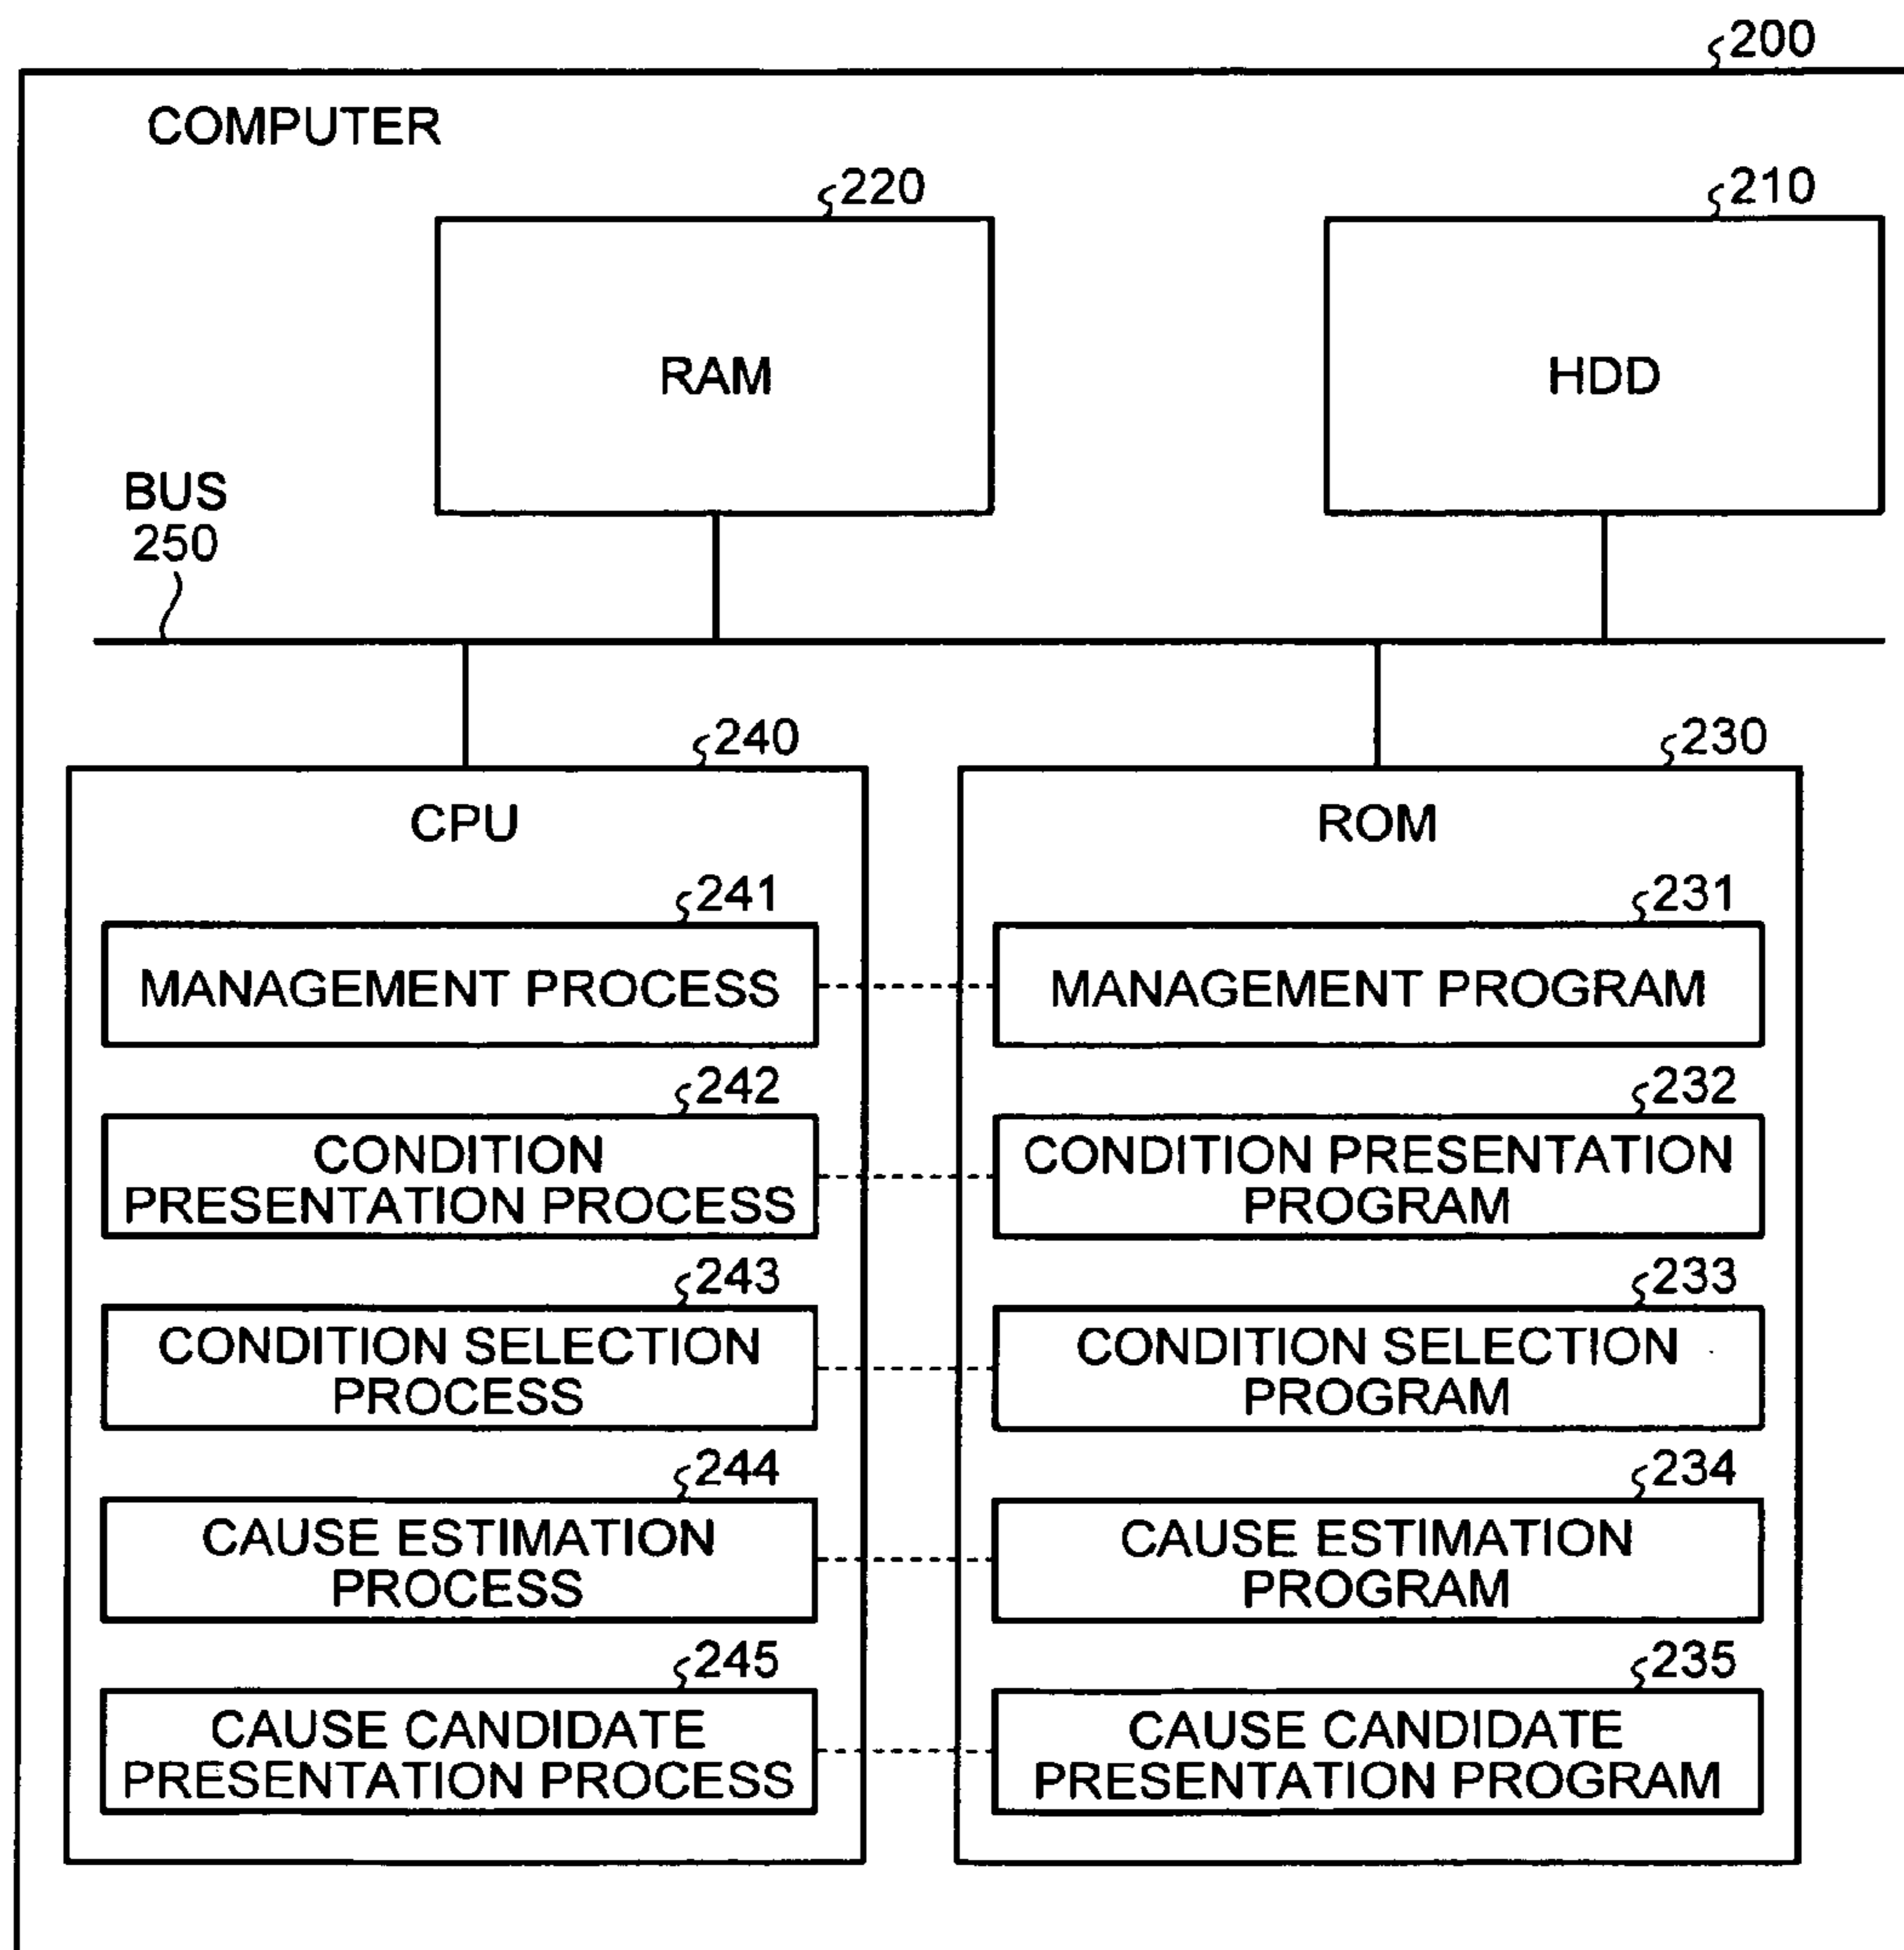 200
COMPUTER
220
210
RAM
HDD
BUS
250
240
230
CPU
ROM
241
231
MANAGEMENT PROCESS
MANAGEMENT PROGRAM
242
232
CONDITION
PRESENTATION PROCESS
CONDITION PRESENTATION
PROGRAM
243
233
CONDITION SELECTION
PROCESS
CONDITION SELECTION
PROGRAM
244
234
CAUSE ESTIMATION
PROCESS
CAUSE ESTIMATION
PROGRAM
245
235
CAUSE CANDIDATE
PRESENTATION PROCESS
CAUSE CANDIDATE
PRESENTATION PROGRAM